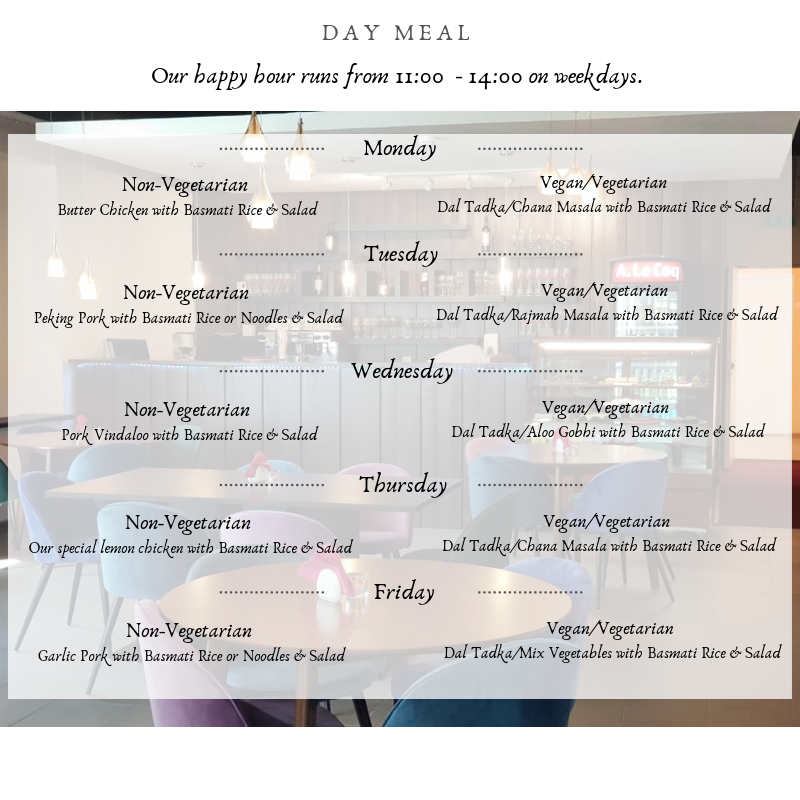 DAY MEAL
Our happy hour runs from 11:00 - 14:00 on weekdays.
Monday
Non-Vegetarian
Butter Chicken with Basmati Rice & Salad
Vegan/Vegetarian
Dal Tadka/Chana Masala with Basmati Rice & Salad
Tuesday
Non-Vegetarian
Peking Pork with Basmati Rice or Noodles & Salad
Vegan/Vegetarian
Dal Tadka/Rajmah Masala with Basmati Rice & Salad
A. Le Coq
Wednesday
Non-Vegetarian
Pork Vindaloo with Basmati Rice & Salad
Vegan/Vegetarian
Dal Tadka/Aloo Gobhi with Basmati Rice & Salad
Thursday
Non-Vegetarian
Our special lemon chicken with Basmati Rice & Salad
Vegan/Vegetarian
Dal Tadka/Chana Masala with Basmati Rice & Salad
Friday
Non-Vegetarian
Garlic Pork with Basmati Rice or Noodles & Salad
Vegan/Vegetarian
Dal Tadka/Mix Vegetables with Basmati Rice & Salad